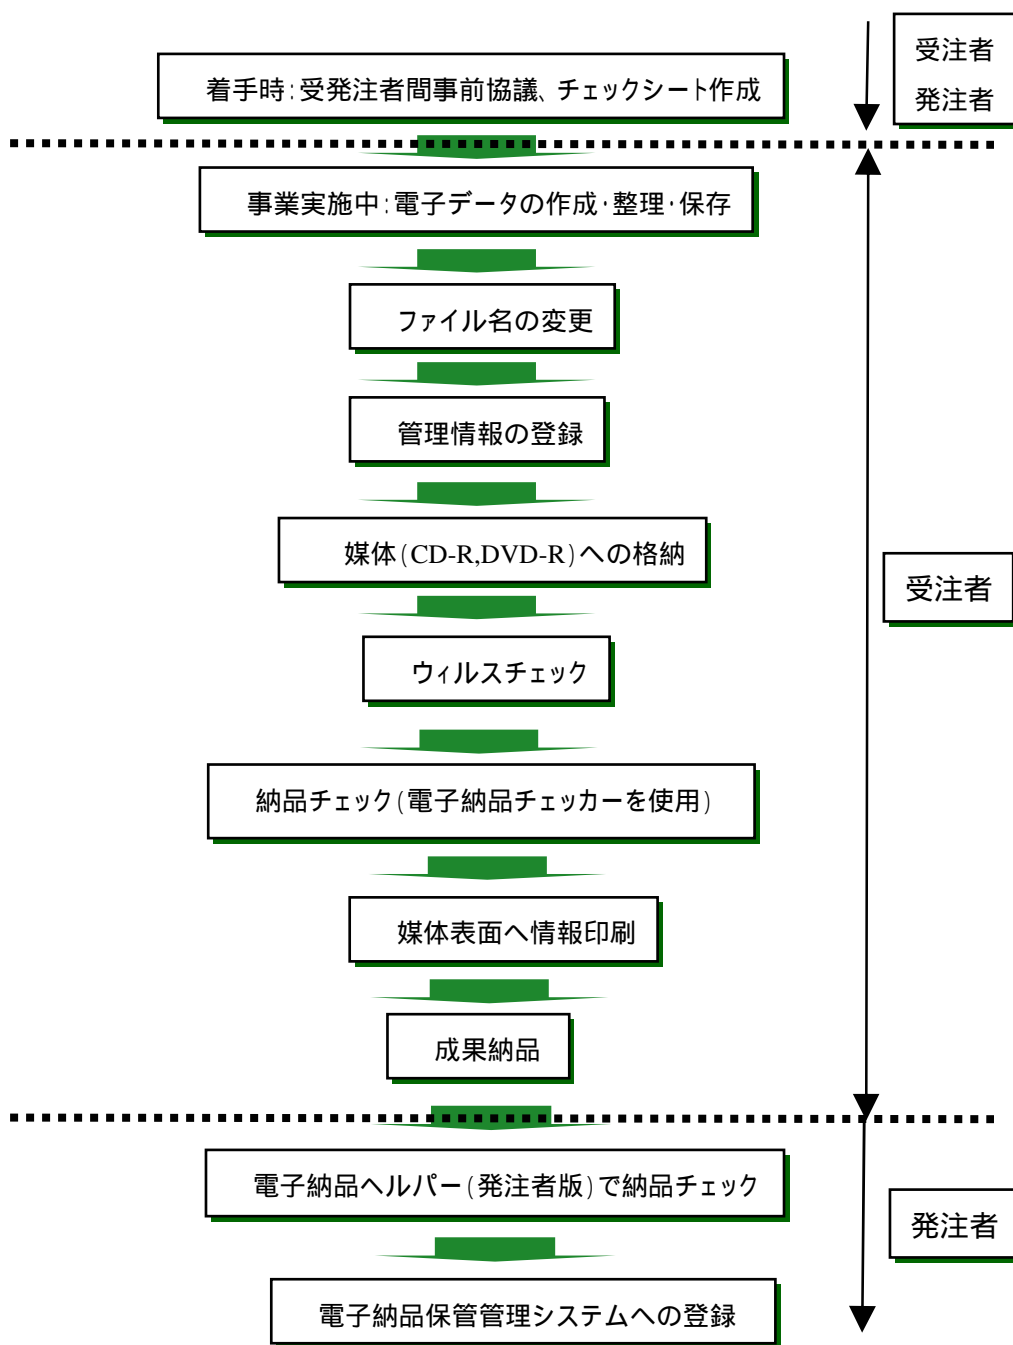 受注者
発注者
着手時:受発注者間事前協議、チェックシート作成
事業実施中:電子データの作成・整理・保存
ファイル名の変更
管理情報の登録
媒体(CD-R,DVD-R)への格納
受注者
ウィルスチェック
納品チェック(電子納品チェッカーを使用)
媒体表面へ情報印刷
成果納品
電子納品ヘルパー(発注者版)で納品チェック
発注者
電子納品保管管理システムへの登録